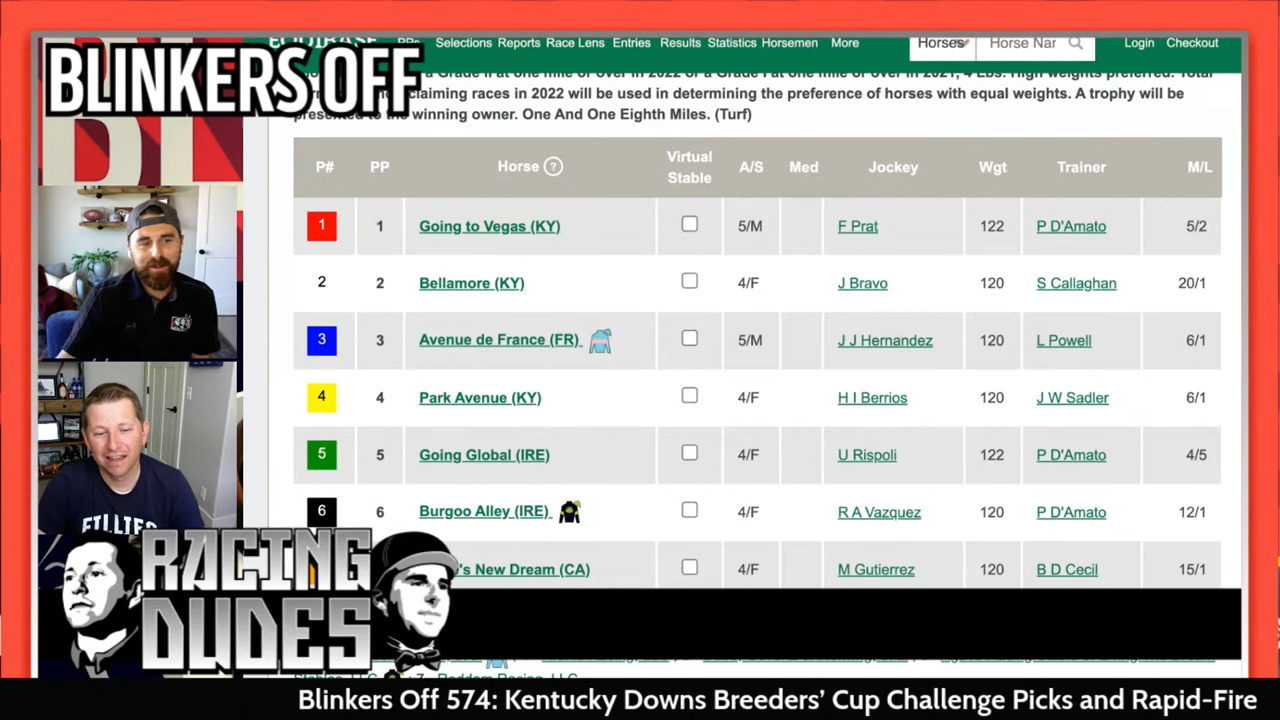 BLINKERS OFF
EQUIBASE
Selections Reports Race Lens Entries Results Statistics Horsemen More
Horses
Horse Nar
Login Checkout
at one mile or over in 2022 or a Grade I at one mile or over in 2021, 4 Lbs. High weights preferred. Total
claiming races in 2022 will be used in determining the preference of horses with equal weights. A trophy will be
presented to the winning owner. One And One Eighth Miles. (Turf)
P# PP Horse ? Virtual Stable A/S Med Jockey Wgt Trainer M/L
1 1 Going to Vegas (KY) 5/M F Prat 122 P D'Amato 5/2
2 2 Bellamore (KY) 4/F J Bravo 120 S Callaghan 20/1
3 3 Avenue de France (FR) 5/M J J Hernandez 120 L Powell 6/1
4 4 Park Avenue (KY) 4/F H I Berrios 120 J W Sadler 6/1
5 5 Going Global (IRE) 4/F U Rispoli 122 P D'Amato 4/5
6 6 Burgoo Alley (IRE) 4/F R A Vazquez 120 P D'Amato 12/1
's New Dream (CA) 4/F M Gutierrez 120 B D Cecil 15/1
RACING
DUDES
Blinkers Off 574: Kentucky Downs Breeders' Cup Challenge Picks and Rapid-Fire